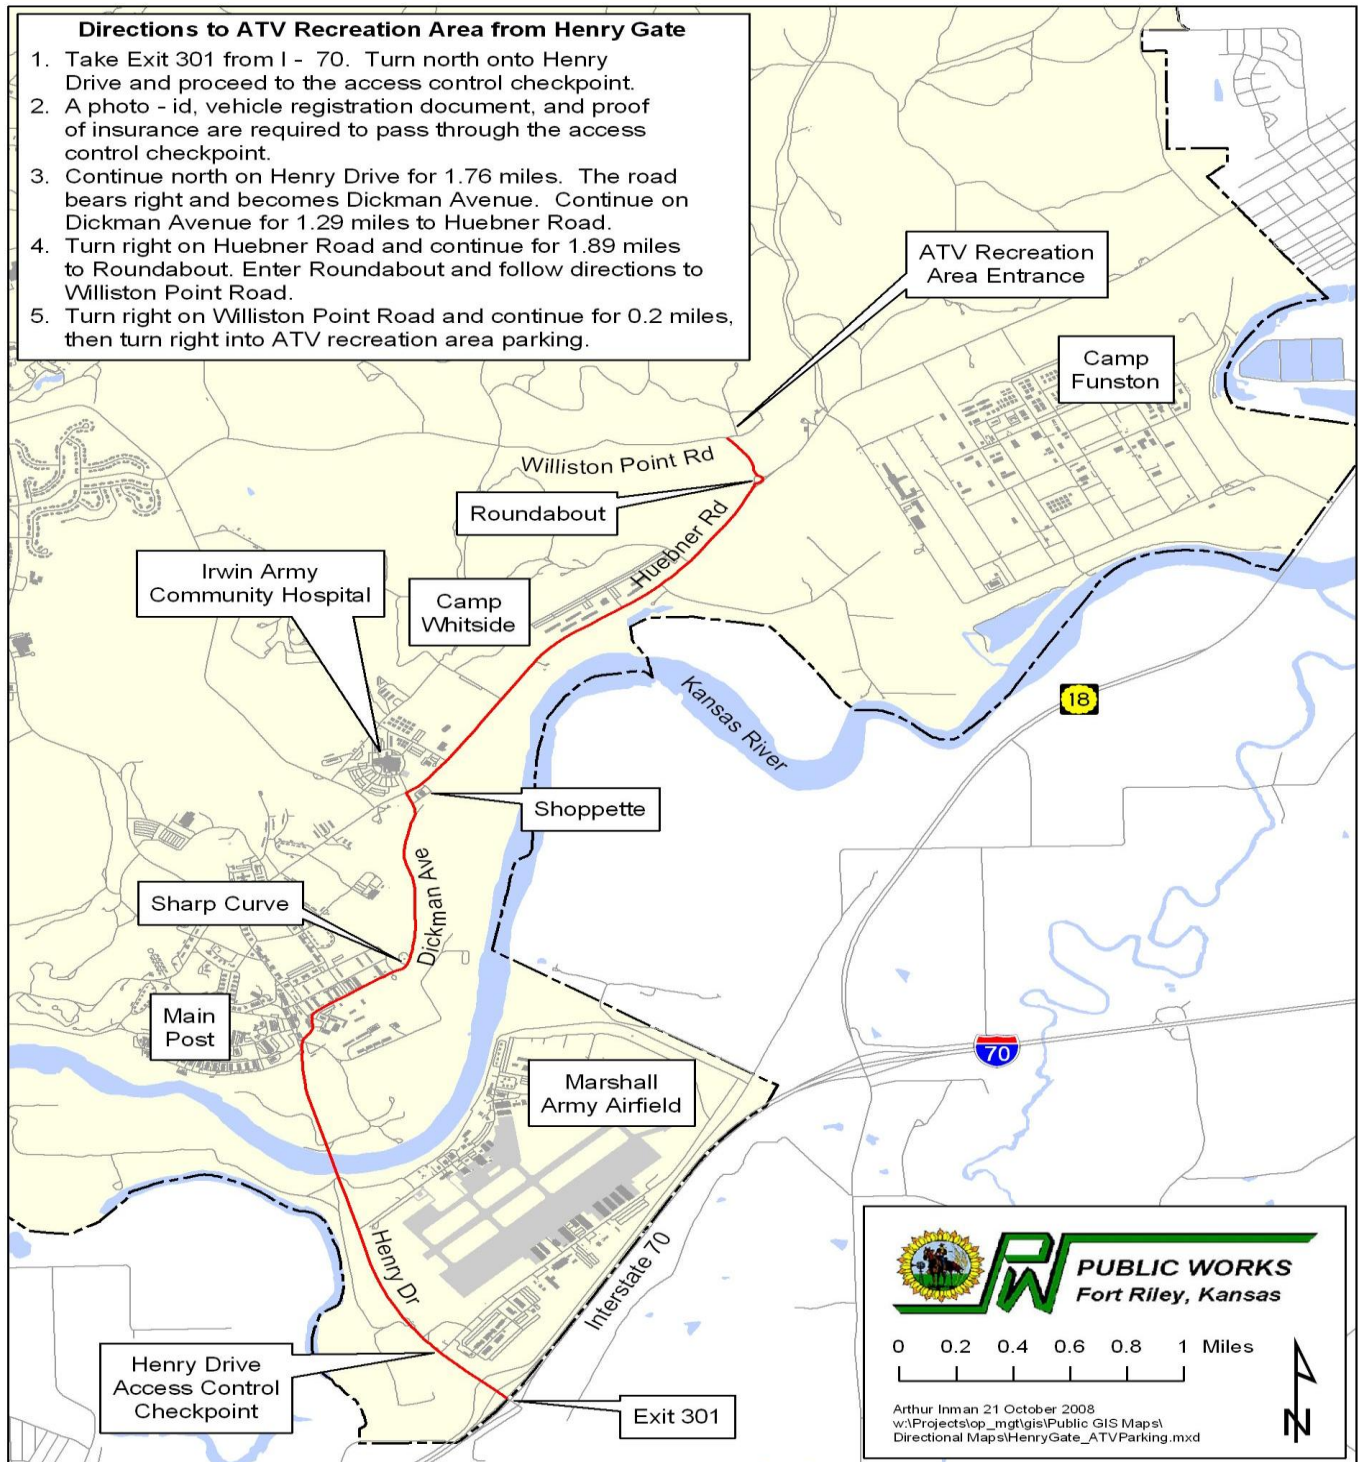 Directions to ATV Recreation Area from Henry Gate
1. Take Exit 301 from I - 70. Turn north onto Henry
Drive and proceed to the access control checkpoint.
2. A photo - id, vehicle registration document, and proof
of insurance are required to pass through the access
control checkpoint.
3. Continue north on Henry Drive for 1.76 miles. The road
bears right and becomes Dickman Avenue. Continue on
Dickman Avenue for 1.29 miles to Huebner Road.
4. Turn right on Huebner Road and continue for 1.89 miles
to Roundabout. Enter Roundabout and follow directions to
Williston Point Road.
5. Turn right on Williston Point Road and continue for 0.2 miles,
then turn right into ATV recreation area parking.
ATV Recreation
Area Entrance
Camp
Funston
Williston Point Rd
Roundabout
Huebner Rd
Irwin Army
Community Hospital
Camp
Whitside
Kansas River
18
Shoppette
Dickman Ave
Sharp Curve
Main
Post
70
Marshall
Army Airfield
Henry Dr
Interstate 70
Henry Drive
Access Control
Checkpoint
Exit 301
PW
PUBLIC WORKS
Fort Riley, Kansas
0 0.2 0.4 0.6 0.8 1 Miles
Arthur Inman 21 October 2008
w:\Projects\op_mgt\gis\Public GIS Maps\
Directional Maps\HenryGate_ATVParking.mxd
N